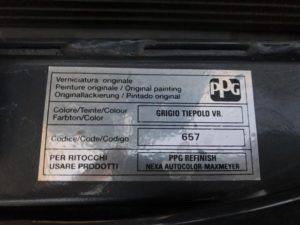 Verniciatura originale
Peinture originale / Original painting
Originallackierung / Pintado original
PPG
Colore/Teinte/Colour
Farbton/Color
GRIGIO TIEPOLO VR.
Codice/Code/Codigo
657
PER RITOCCHI
USARE PRODOTTI
PPG REFINISH
NEXA AUTOCOLOR-MAXMEYER